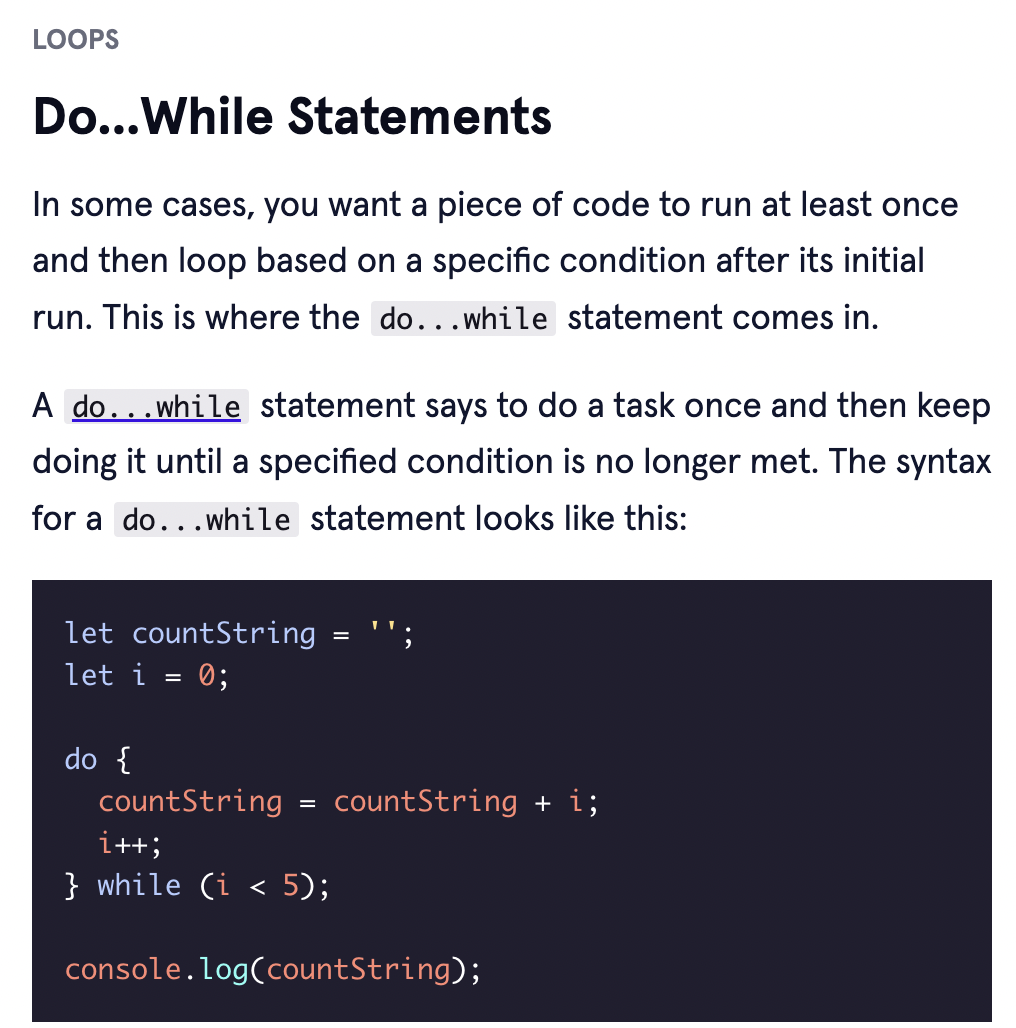 LOOPS
Do...While Statements
In some cases, you want a piece of code to run at least once
and then loop based on a specific condition after its initial
run. This is where the do...while statement comes in.
A do...while statement says to do a task once and then keep
doing it until a specified condition is no longer met. The syntax
for a do...while statement looks like this:
let countString = '';
let i = 0;
do {
  countString = countString + i;
  i++;
} while (i < 5);
console.log(countString);